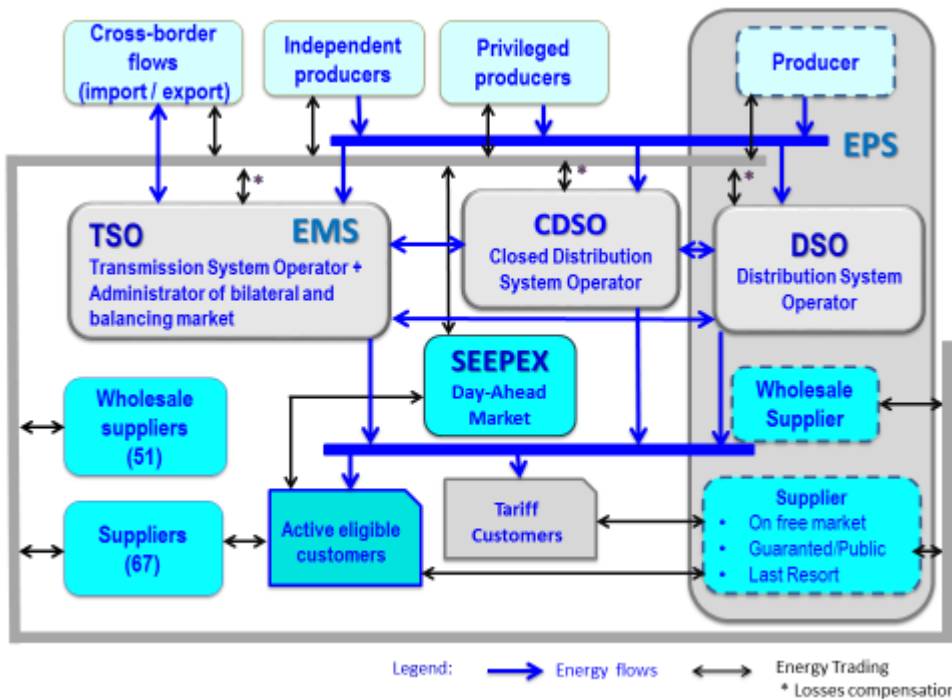 Cross-border
flows
(import / export)
Independent
producers
Privileged
producers
Producer
EPS
*
*
*
TSO
EMS
Transmission System Operator +
Administrator of bilateral and
balancing market
CDSO
Closed Distribution
System Operator
DSO
Distribution System
Operator
SEEPEX
Day-Ahead
Market
Wholesale
suppliers
(51)
Wholesale
Supplier
Suppliers
(67)
Active eligible
customers
Tariff
Customers
Supplier
• On free market
• Guaranted/Public
• Last Resort
Legend:
Energy flows
Energy Trading
* Losses compensation